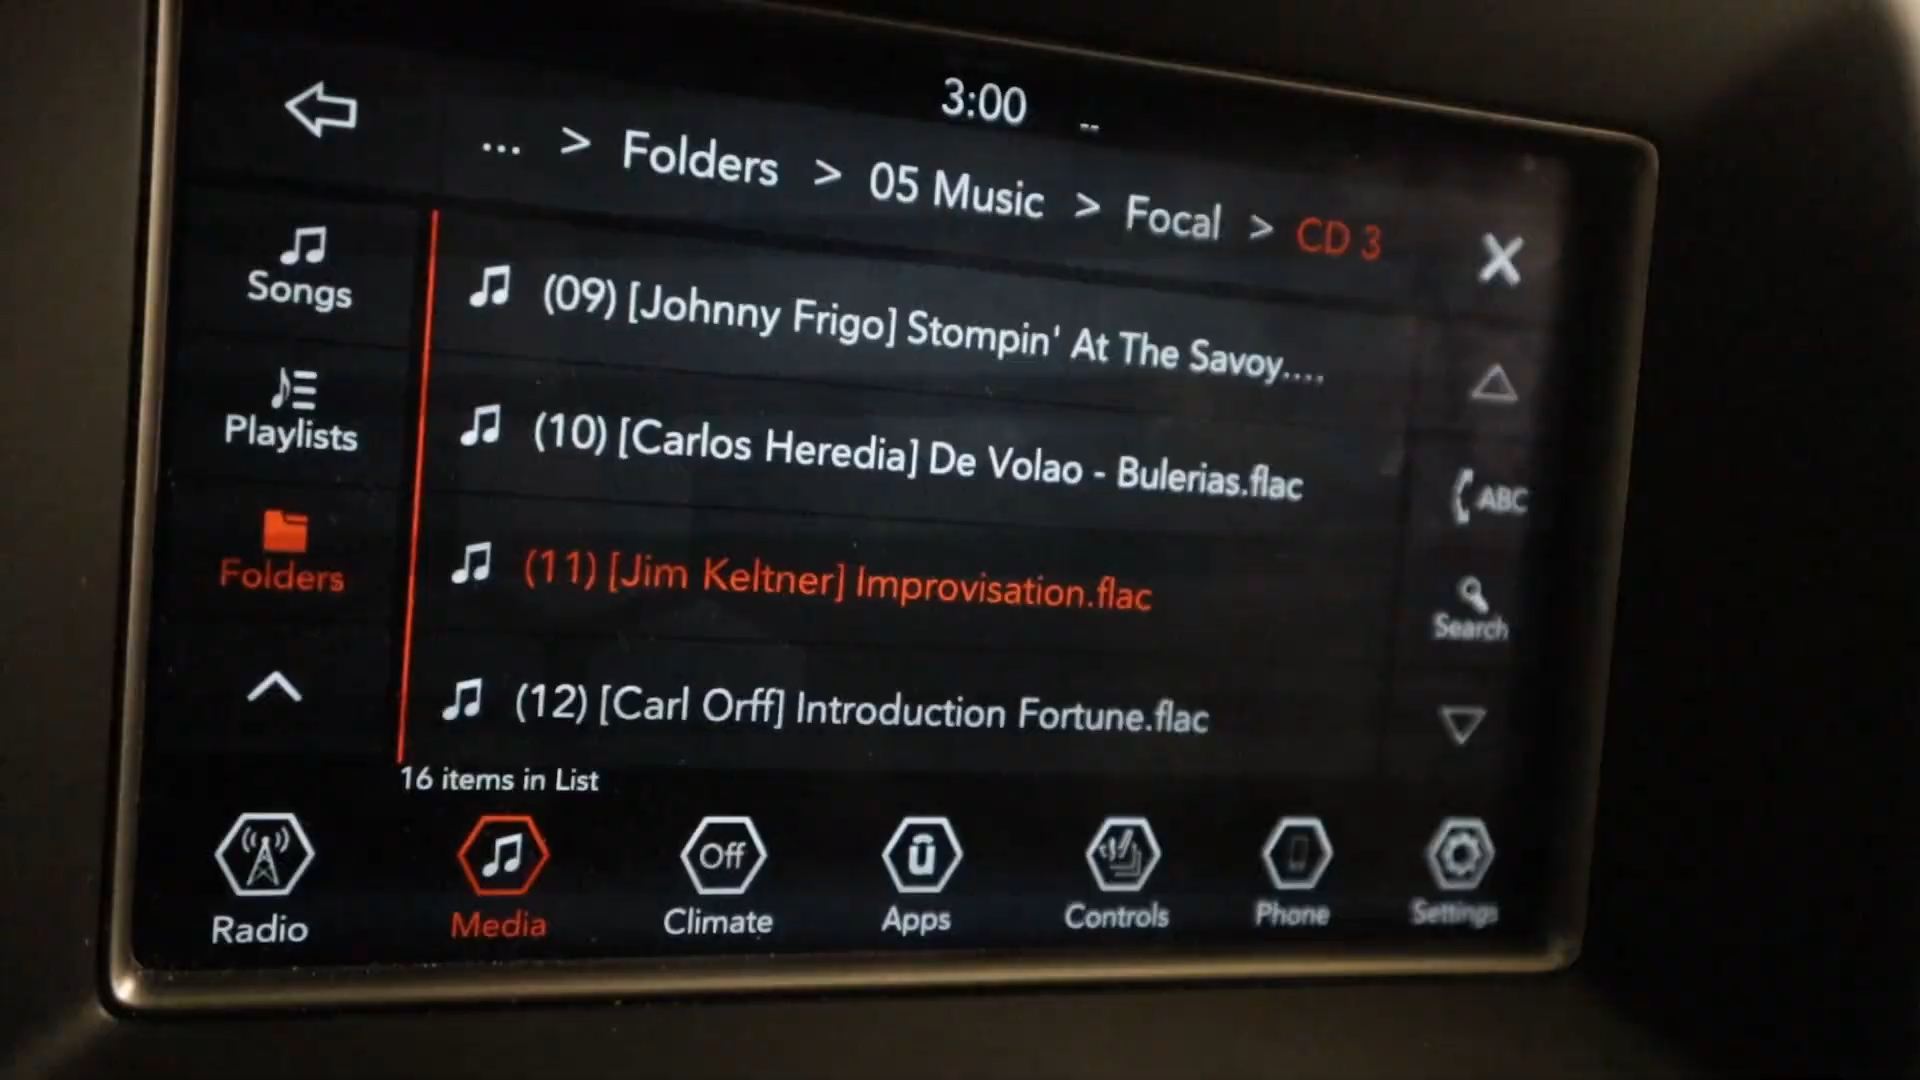 3:00 --
... > Folders > 05 Music > Focal > CD 3
Songs
Playlists
Folders
(09) [Johnny Frigo] Stompin' At The Savoy....
(10) [Carlos Heredia] De Volao - Bulerias.flac
(11) [Jim Keltner] Improvisation.flac
(12) [Carl Orff] Introduction Fortune.flac
ABC
Search
16 items in List
Off
Radio
Media
Climate
Apps
Controls
Phone
Settings